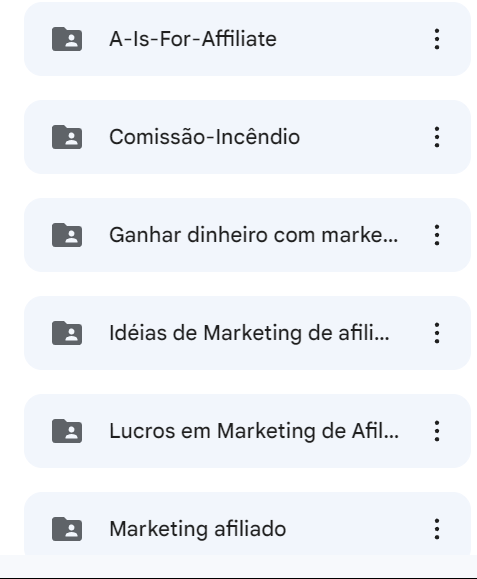 A-Is-For-Affiliate
Comissão-Incêndio
Ganhar dinheiro com marke...
Idéias de Marketing de afili...
Lucros em Marketing de Afil...
Marketing afiliado